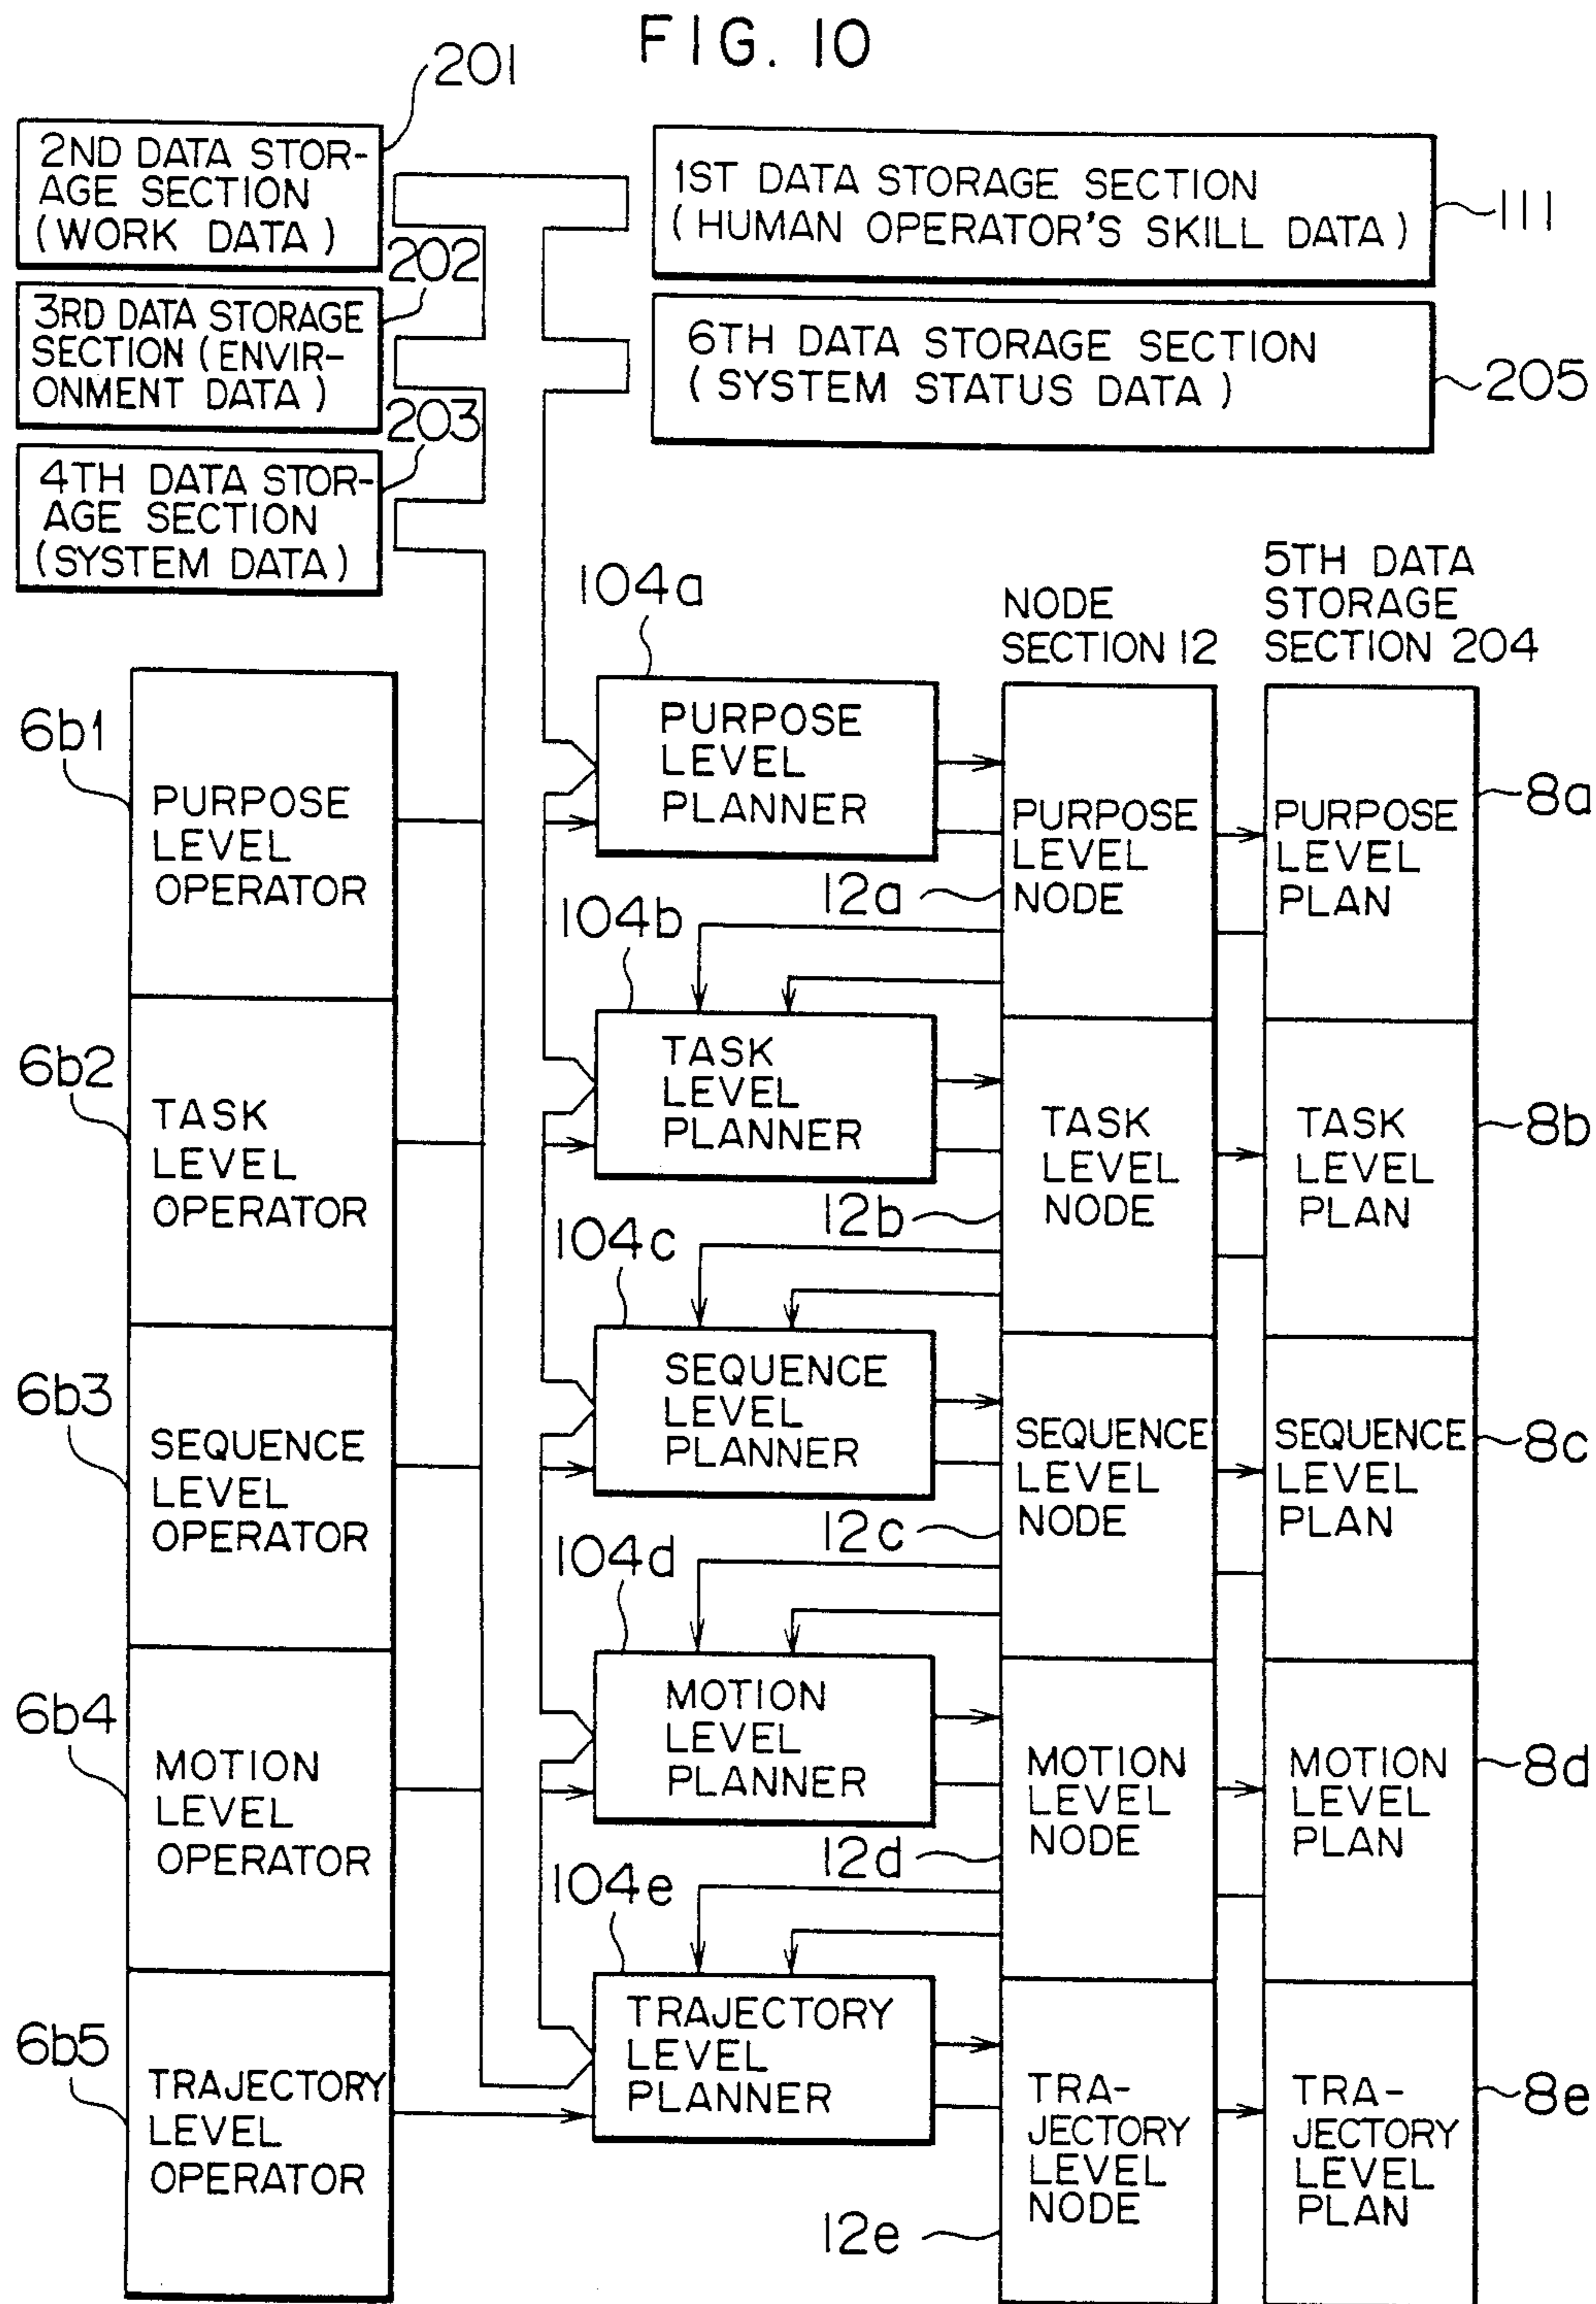 FIG. 10
201
2ND DATA STOR-
AGE SECTION
(WORK DATA)
1ST DATA STORAGE SECTION
(HUMAN OPERATOR'S SKILL DATA)
111
202
3RD DATA STORAGE
SECTION (ENVIR-
ONMENT DATA)
6TH DATA STORAGE SECTION
(SYSTEM STATUS DATA)
205
203
4TH DATA STOR-
AGE SECTION
(SYSTEM DATA)
104a
NODE
SECTION 12
5TH DATA
STORAGE
SECTION 204
6b1
PURPOSE
LEVEL
OPERATOR
PURPOSE
LEVEL
PLANNER
12a
PURPOSE
LEVEL
NODE
PURPOSE
LEVEL
PLAN
8a
104b
6b2
TASK
LEVEL
OPERATOR
TASK
LEVEL
PLANNER
12b
TASK
LEVEL
NODE
TASK
LEVEL
PLAN
8b
104c
6b3
SEQUENCE
LEVEL
OPERATOR
SEQUENCE
LEVEL
PLANNER
12c
SEQUENCE
LEVEL
NODE
SEQUENCE
LEVEL
PLAN
8c
104d
6b4
MOTION
LEVEL
OPERATOR
MOTION
LEVEL
PLANNER
12d
MOTION
LEVEL
NODE
MOTION
LEVEL
PLAN
8d
104e
6b5
TRAJECTORY
LEVEL
OPERATOR
TRAJECTORY
LEVEL
PLANNER
12e
TRA-
JECTORY
LEVEL
NODE
TRA-
JECTORY
LEVEL
PLAN
8e